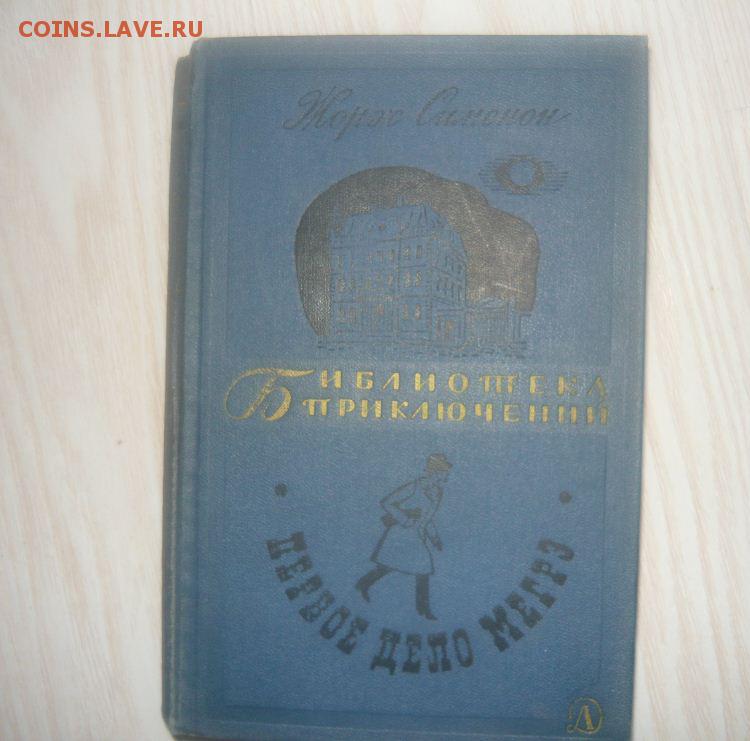 COINS.LAVE.RU
Жорж Сименон
БИБЛИОТЕКА
ПРИКЛЮЧЕНИЙ
ПЕРВОЕ ДЕЛО МЕГРЭ
Д